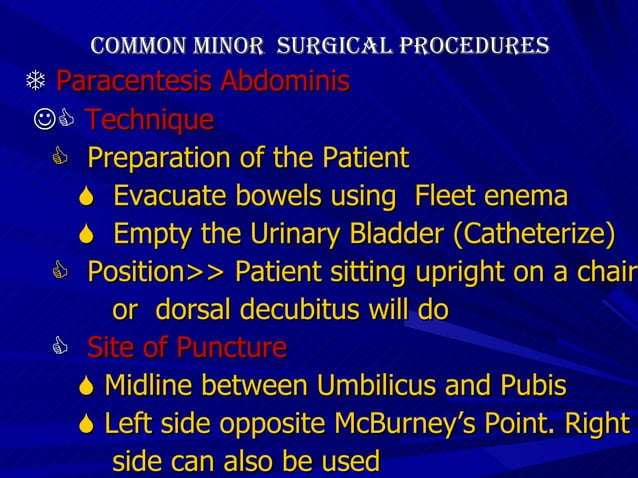 COMMON MINOR SURGICAL PROCEDURES
Paracentesis Abdominis
Technique
Preparation of the Patient
Evacuate bowels using Fleet enema
Empty the Urinary Bladder (Catheterize)
Position>> Patient sitting upright on a chair
or dorsal decubitus will do
Site of Puncture
Midline between Umbilicus and Pubis
Left side opposite McBurney’s Point. Right
side can also be used